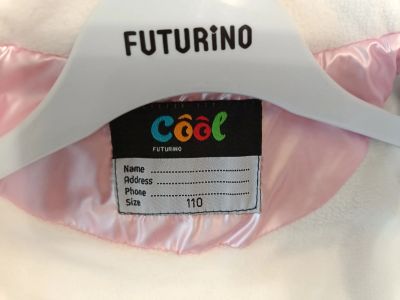 FUTURiNO
Côôl
FUTURINO
Name
Address
Phone
Size 110